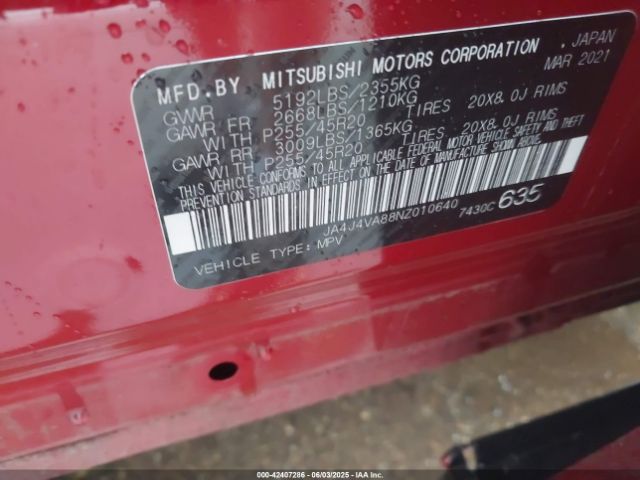 MFD.BY MITSUBISHI MOTORS CORPORATION , JAPAN
MAR 2021
GVWR 5192LBS/2355KG
GAWR FR 2668LBS/1210KG
WITH P255/45R20 TIRES 20X8.0J RIMS
GAWR RR 3009LBS/1365KG
WITH P255/45R20 TIRES 20X8.0J RIMS
THIS VEHICLE CONFORMS TO ALL APPLICABLE FEDERAL MOTOR VEHICLE SAFETY AND THEFT
PREVENTION STANDARDS IN EFFECT ON THE DATE OF MANUFACTURE SHOWN ABOVE.
JA4J4VA88NZ010640
7430C 635
VEHICLE TYPE:MPV
000-42407286 | 06/03/2025 | IAAI.COM